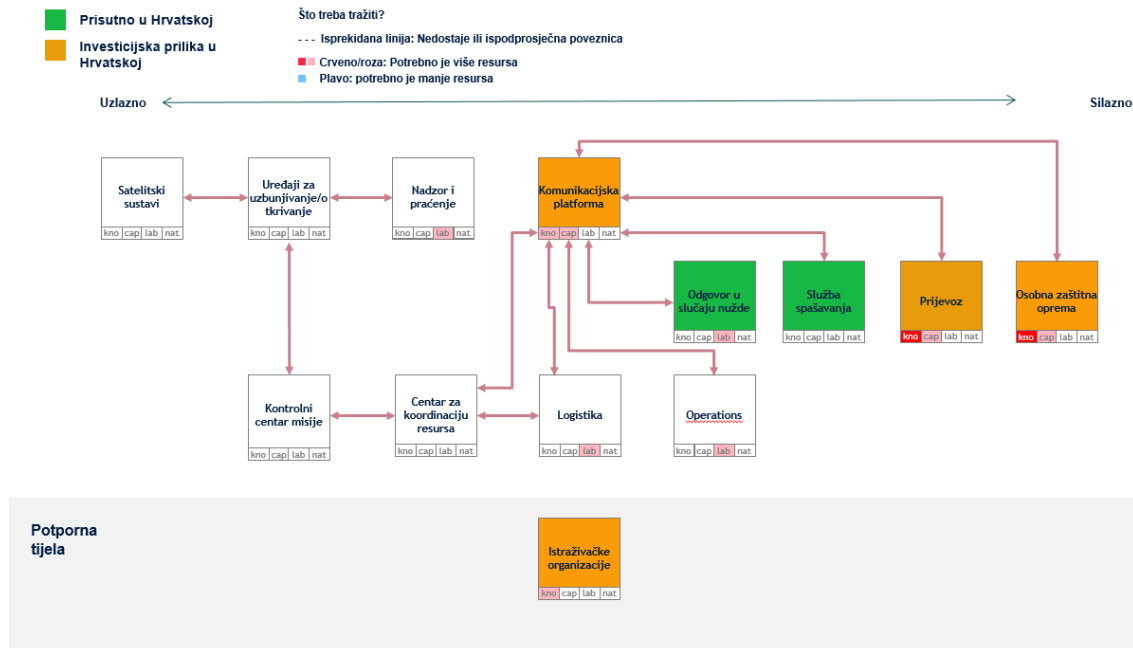 Prisutno u Hrvatskoj
Investicijska prilika u
Hrvatskoj
Što treba tražiti?
--- Isprekidana linija: Nedostaje ili ispodprosječna poveznica
Crveno/roza: Potrebno je više resursa
Plavo: potrebno je manje resursa
Uzlazno
Silazno
Satelitski
sustavi
kno cap lab nat
Uređaji za
uzbunjivanje/o
tkrivanje
kno cap lab nat
Nadzor i
praćenje
kno cap lab nat
Komunikacijska
platforma
kno cap lab nat
Odgovor u
slučaju nužde
kno cap lab nat
Služba
spašavanja
kno cap lab nat
Prijevoz
kno cap lab nat
Osobna zaštitna
oprema
kno cap lab nat
Kontrolni
centar misije
kno cap lab nat
Centar za
koordinaciju
resursa
kno cap lab nat
Logistika
kno cap lab nat
Operations
kno cap lab nat
Potporna
tijela
Istraživačke
organizacije
kno cap lab nat